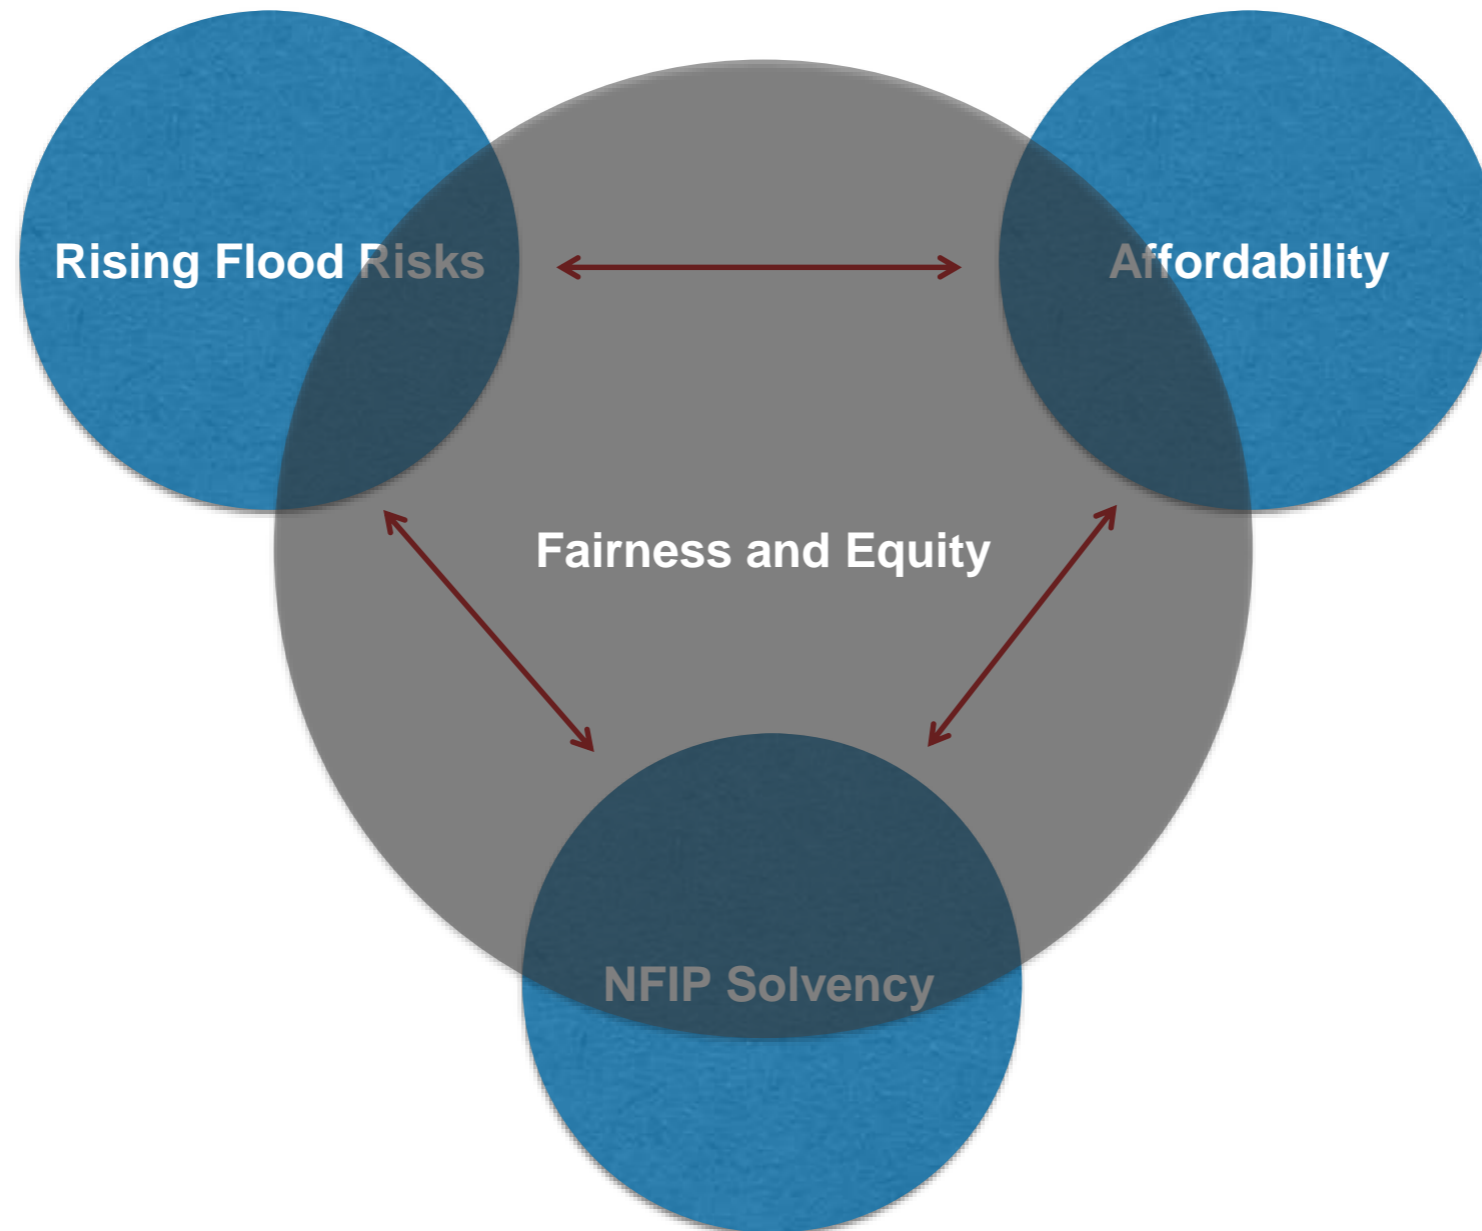 Rising Flood Risks
Affordability
Fairness and Equity
NFIP Solvency